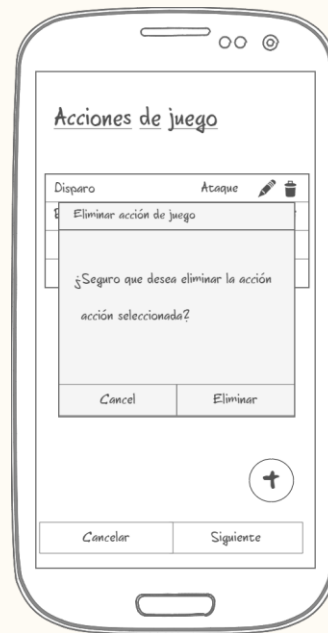 Acciones de juego
Disparo Ataque
Eliminar acción de juego
¿Seguro que desea eliminar la acción
acción seleccionada?
Cancel Eliminar
+
Cancelar Siguiente